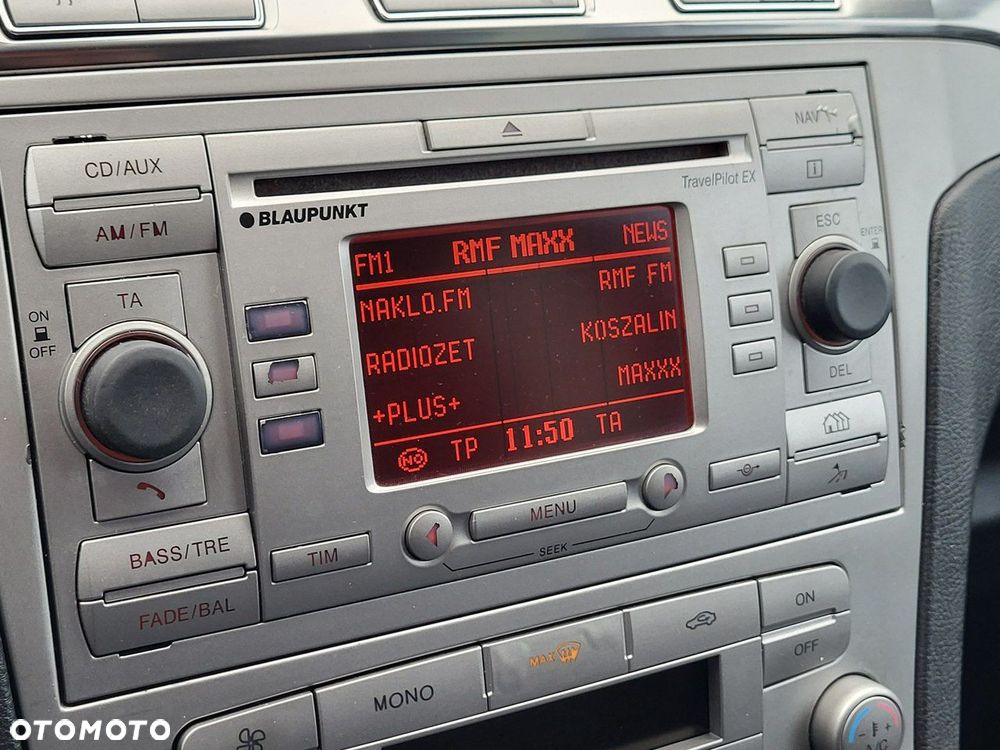 CD/AUX
AM/FM
TA
ON
OFF
BLAUPUNKT
TravelPilot EX
NAV
i
ESC
ENTER
DEL
FM1 RMF MAXX NEWS
NAKLO.FM RMF FM
RADIOZET KOSZALIN
+PLUS+ MAXXX
NO TP 11:50 TA
BASS/TRE
FADE/BAL
TIM
MENU
SEEK
MONO
MAX
ON
OFF
OTOMOTO